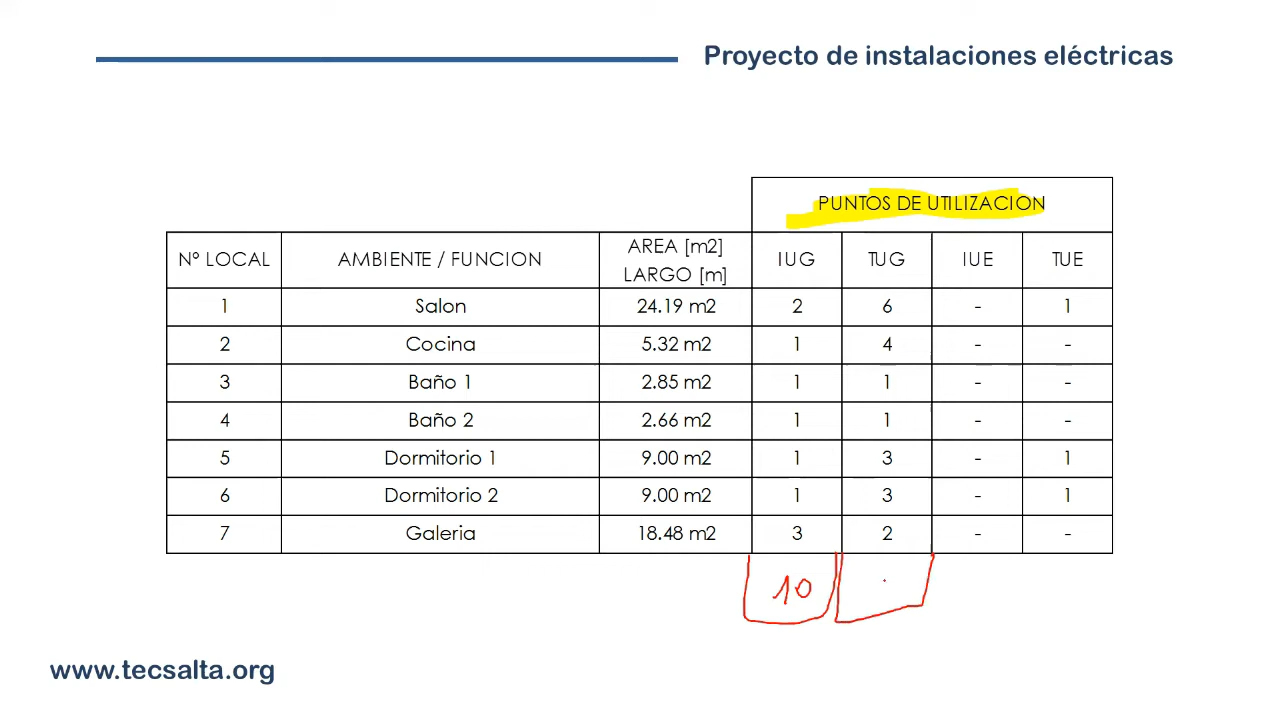 Proyecto de instalaciones eléctricas
PUNTOS DE UTILIZACION
Nº LOCAL AMBIENTE / FUNCION AREA [m2] LARGO [m] IUG TUG IUE TUE
1 Salon 24.19 m2 2 6 - 1
2 Cocina 5.32 m2 1 4 - -
3 Baño 1 2.85 m2 1 1 - -
4 Baño 2 2.66 m2 1 1 - -
5 Dormitorio 1 9.00 m2 1 3 - 1
6 Dormitorio 2 9.00 m2 1 3 - 1
7 Galeria 18.48 m2 3 2 - -
10
www.tecsalta.org